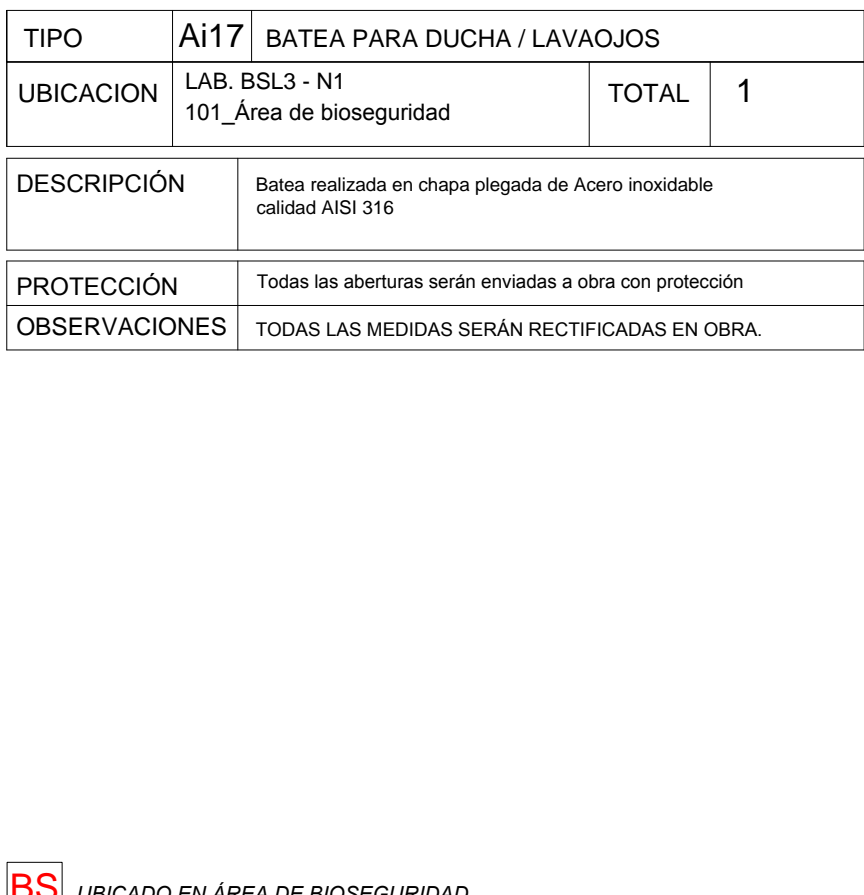 TIPO Ai17 BATEA PARA DUCHA / LAVAOJOS
UBICACION LAB. BSL3 - N1
101_Área de bioseguridad TOTAL 1
DESCRIPCIÓN Batea realizada en chapa plegada de Acero inoxidable
calidad AISI 316
PROTECCIÓN Todas las aberturas serán enviadas a obra con protección
OBSERVACIONES TODAS LAS MEDIDAS SERÁN RECTIFICADAS EN OBRA.
BS UBICADO EN ÁREA DE BIOSEGURIDAD